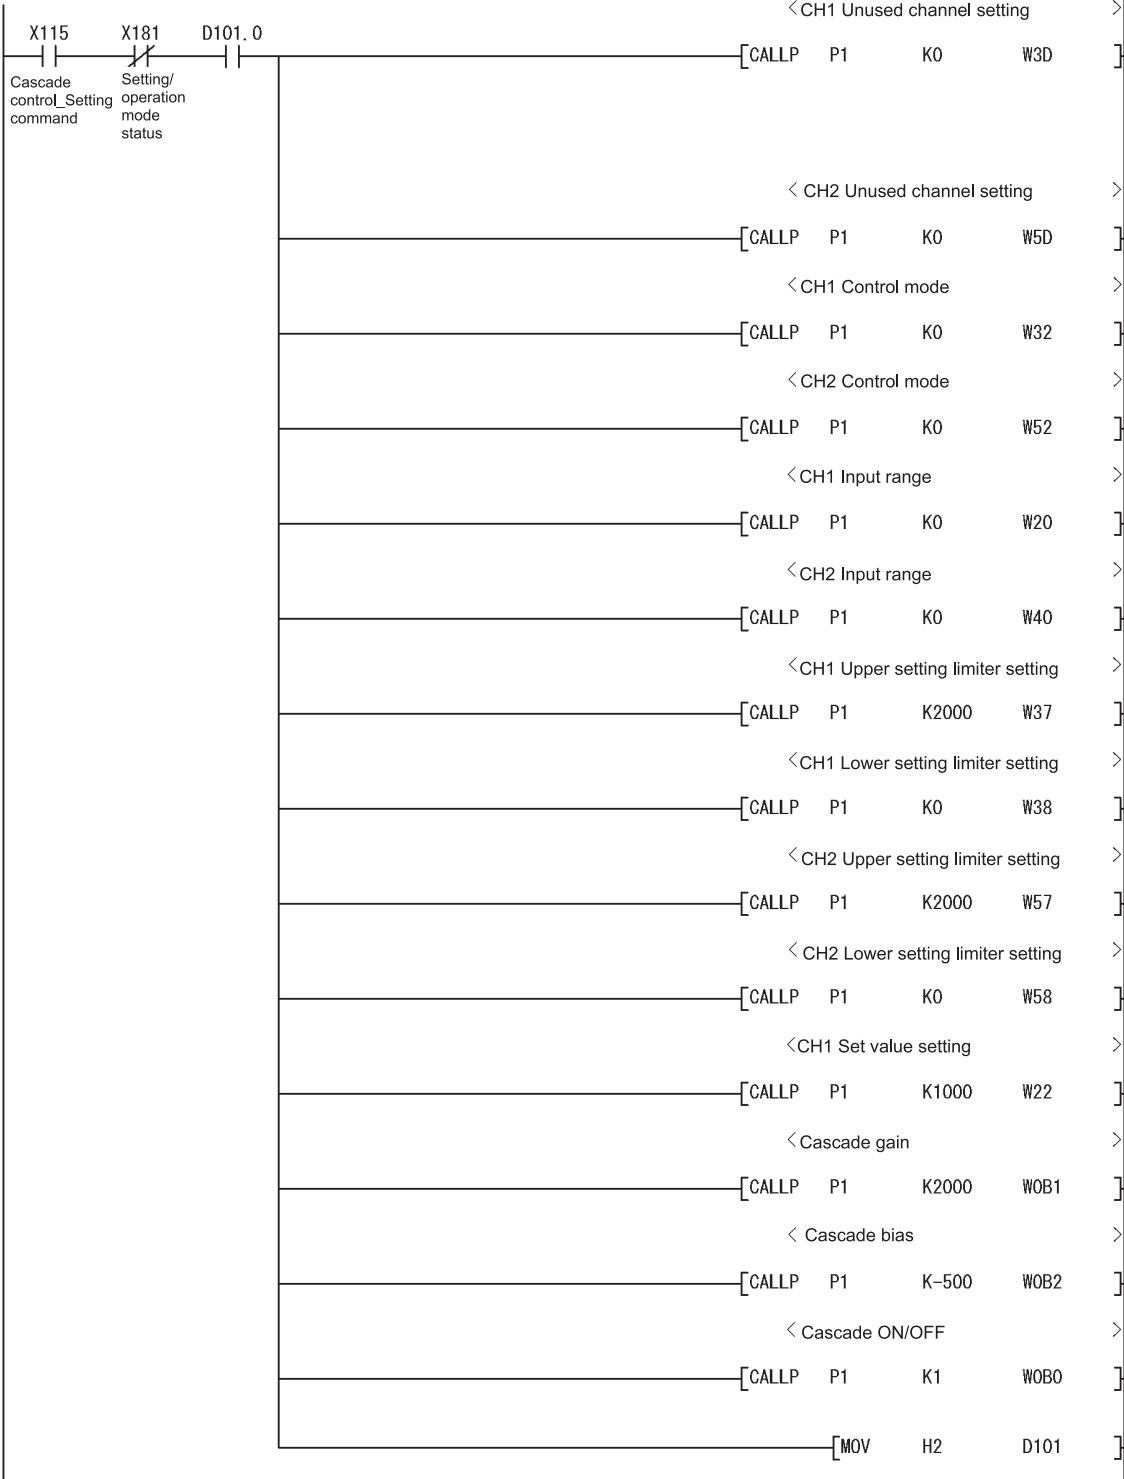 <CH1 Unused channel setting >
X115 X181 D101.0
[CALLP P1 K0 W3D ]
Cascade control_Setting command
Setting/ operation mode status
< CH2 Unused channel setting >
[CALLP P1 K0 W5D ]
<CH1 Control mode >
[CALLP P1 K0 W32 ]
<CH2 Control mode >
[CALLP P1 K0 W52 ]
<CH1 Input range >
[CALLP P1 K0 W20 ]
<CH2 Input range >
[CALLP P1 K0 W40 ]
<CH1 Upper setting limiter setting >
[CALLP P1 K2000 W37 ]
<CH1 Lower setting limiter setting >
[CALLP P1 K0 W38 ]
<CH2 Upper setting limiter setting >
[CALLP P1 K2000 W57 ]
< CH2 Lower setting limiter setting >
[CALLP P1 K0 W58 ]
<CH1 Set value setting >
[CALLP P1 K1000 W22 ]
<Cascade gain >
[CALLP P1 K2000 W0B1 ]
< Cascade bias >
[CALLP P1 K-500 W0B2 ]
< Cascade ON/OFF >
[CALLP P1 K1 W0B0 ]
[MOV H2 D101 ]